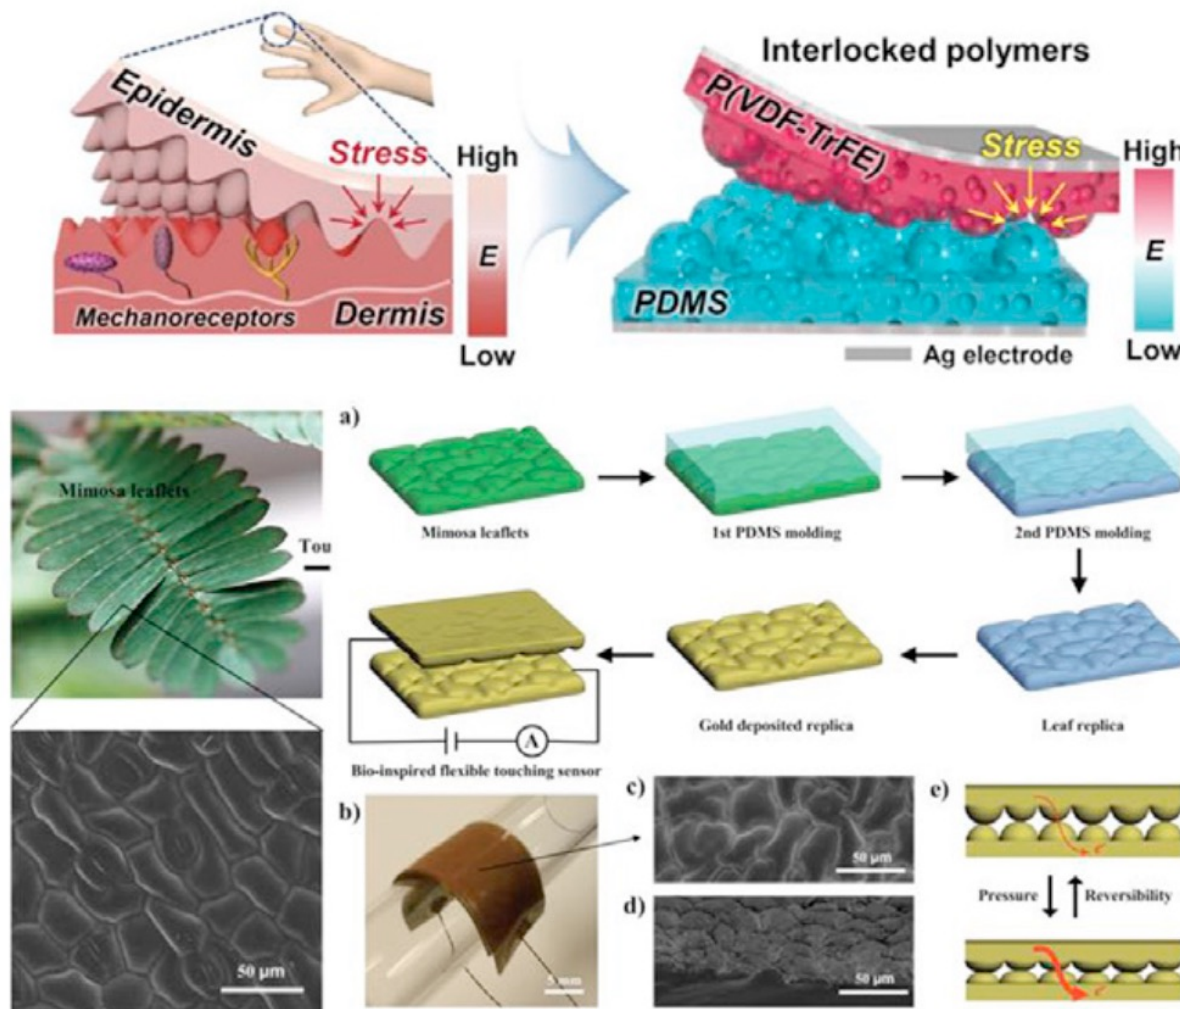 Interlocked polymers
Epidermis
Stress
High
E
Low
Mechanoreceptors
Dermis
P(VDF-TrFE)
Stress
High
E
Low
PDMS
Ag electrode
Mimosa leaflets
Tou
50 µm
a)
Mimosa leaflets
1st PDMS molding
2nd PDMS molding
Bio-inspired flexible touching sensor
A
Gold deposited replica
Leaf replica
b)
5 mm
c)
50 µm
d)
50 µm
e)
e⁻
Pressure
Reversibility
e⁻